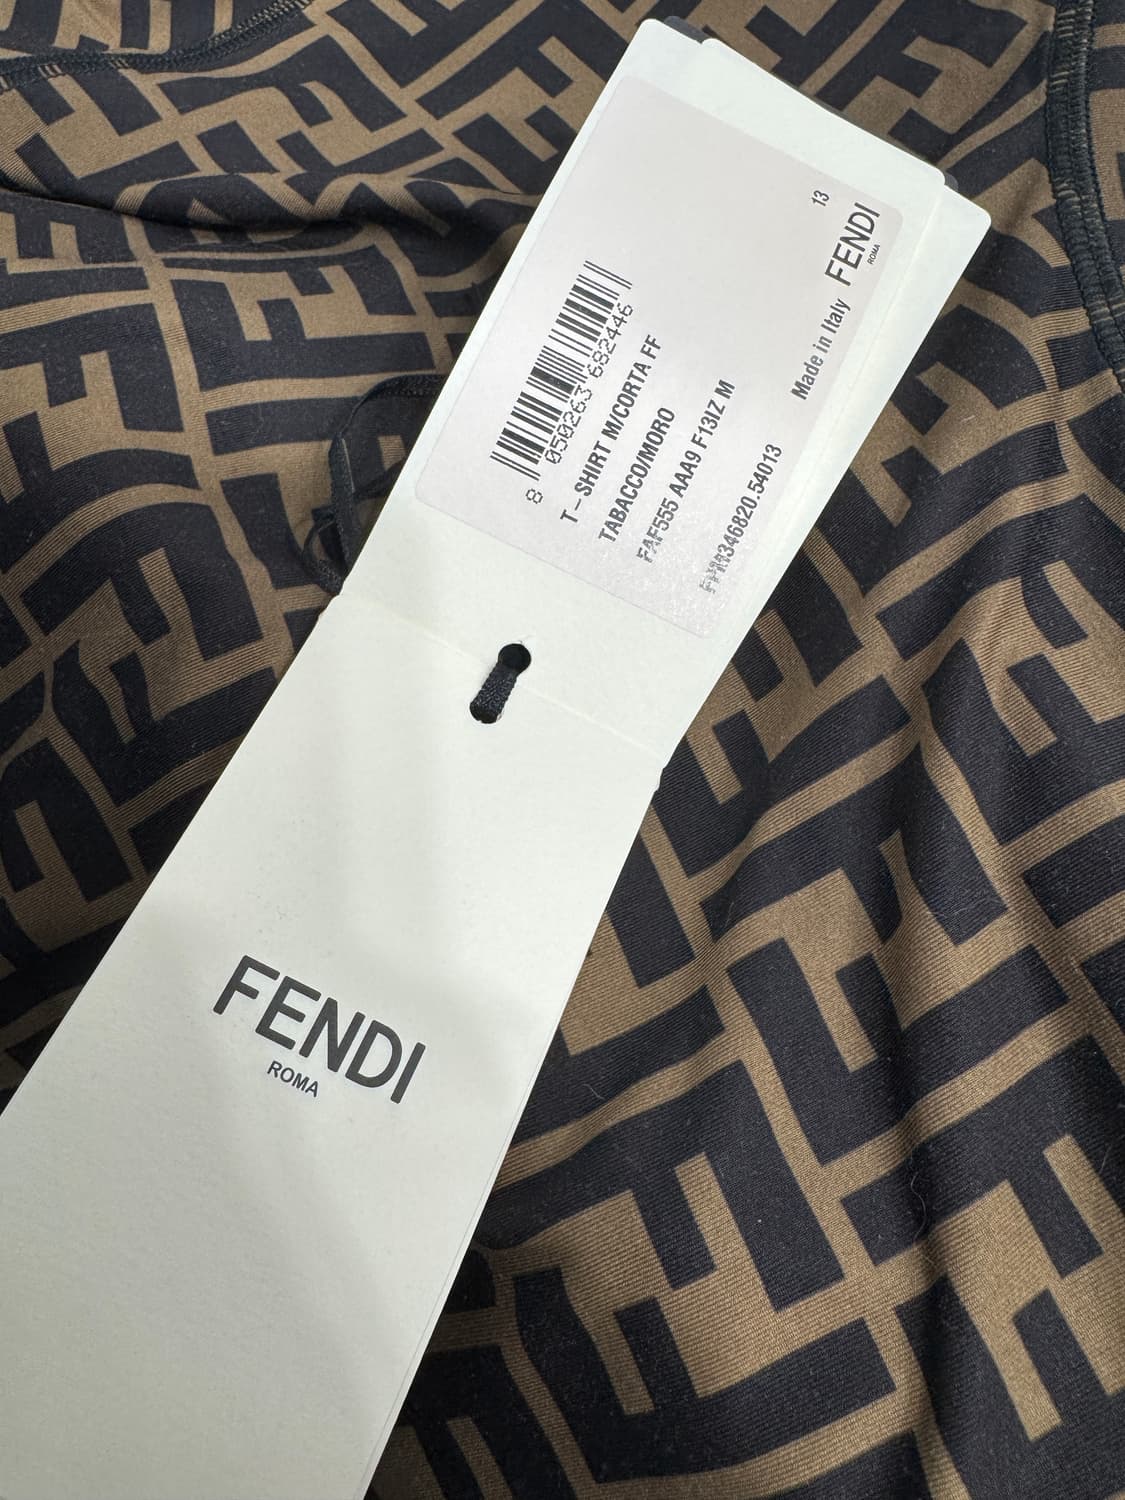 8 050263 682446
T-SHIRT M/CORTA FF
TABACCO/MORO
FAF555 AAA9 F13IZ M
346820.54013
Made in Italy
13
FENDI
ROMA
FENDI
ROMA